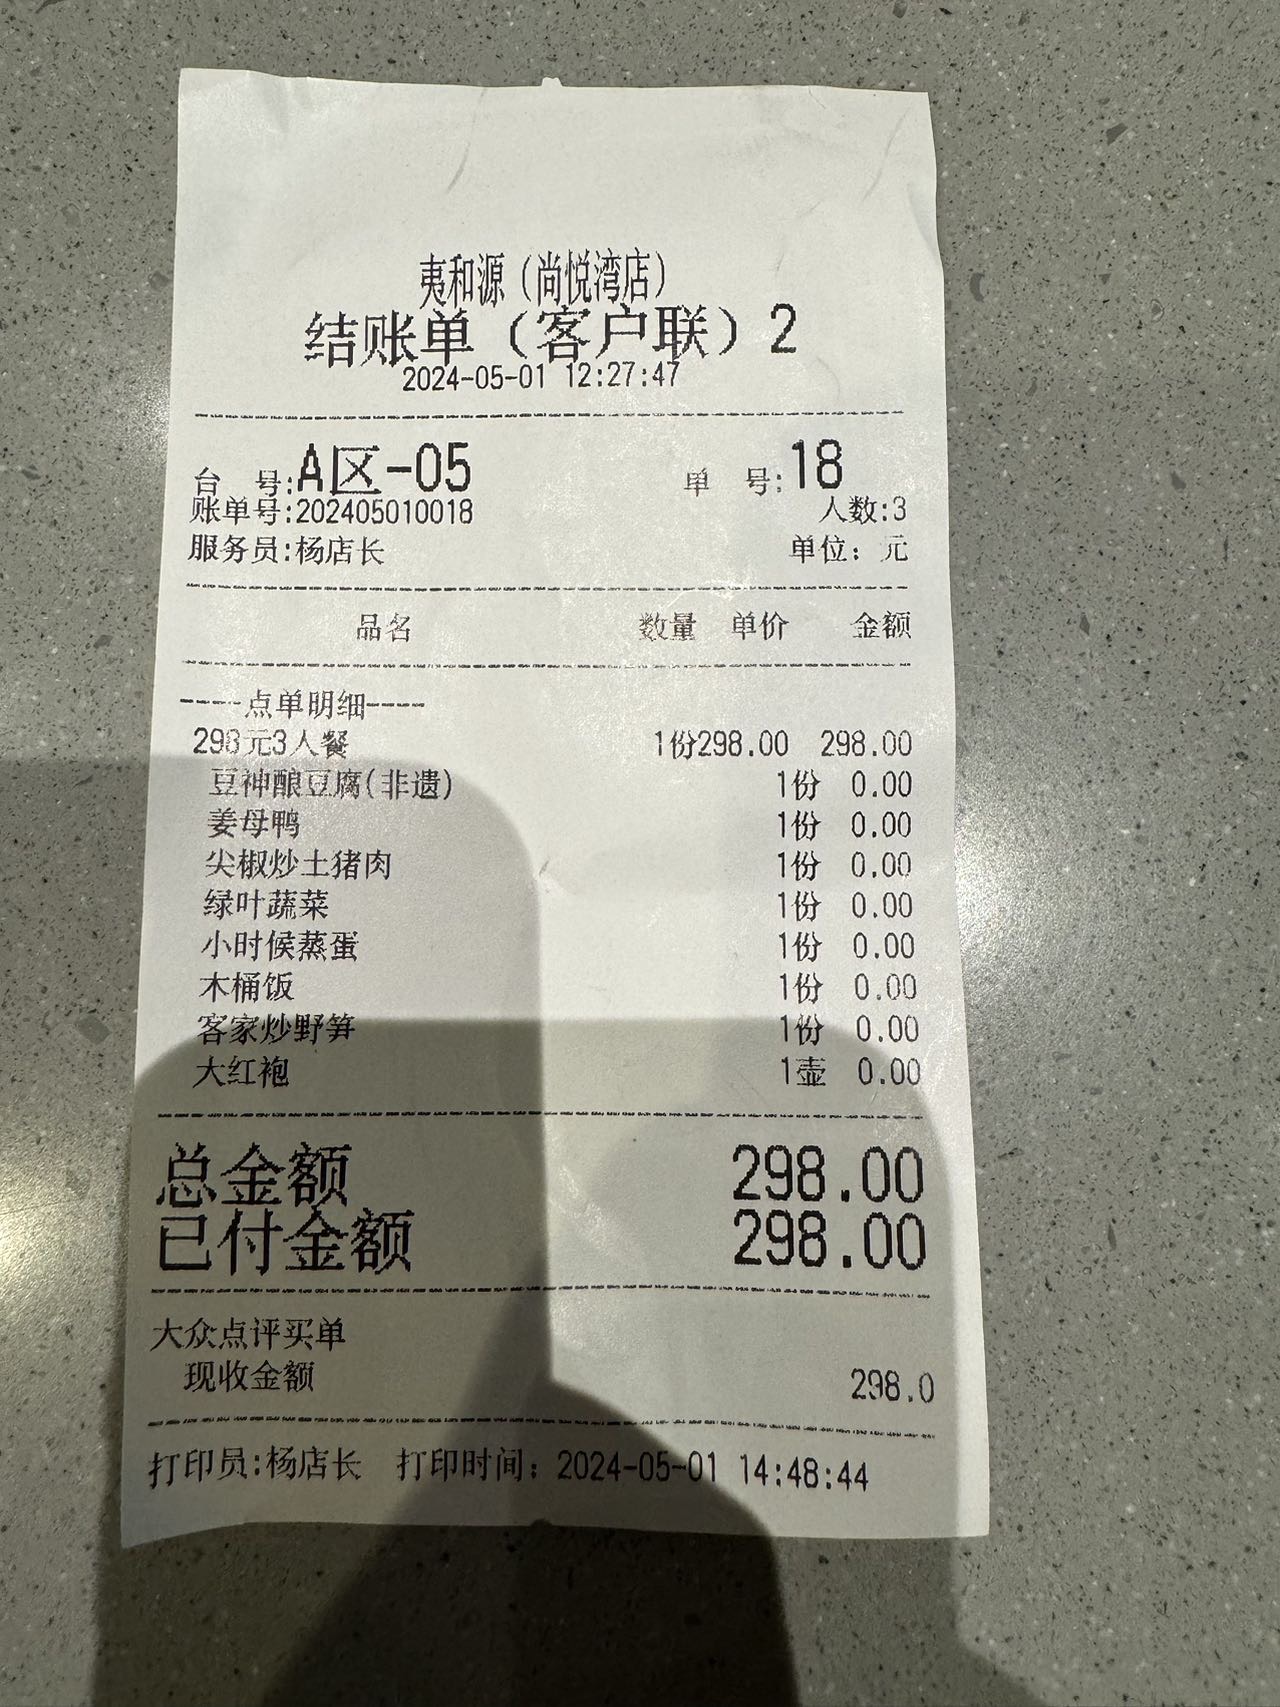 夷和源（尚悦湾店）
结账单（客户联）2
2024-05-01 12:27:47
台 号:A区-05 单 号:18
账单号:202405010018 人数:3
服务员:杨店长 单位：元
品名 数量 单价 金额
----点单明细----
298元3人餐 1份298.00 298.00
豆神酿豆腐(非遗) 1份 0.00
姜母鸭 1份 0.00
尖椒炒土猪肉 1份 0.00
绿叶蔬菜 1份 0.00
小时候蒸蛋 1份 0.00
木桶饭 1份 0.00
客家炒野笋 1份 0.00
大红袍 1壶 0.00
总金额 298.00
已付金额 298.00
大众点评买单
现收金额 298.0
打印员:杨店长 打印时间：2024-05-01 14:48:44